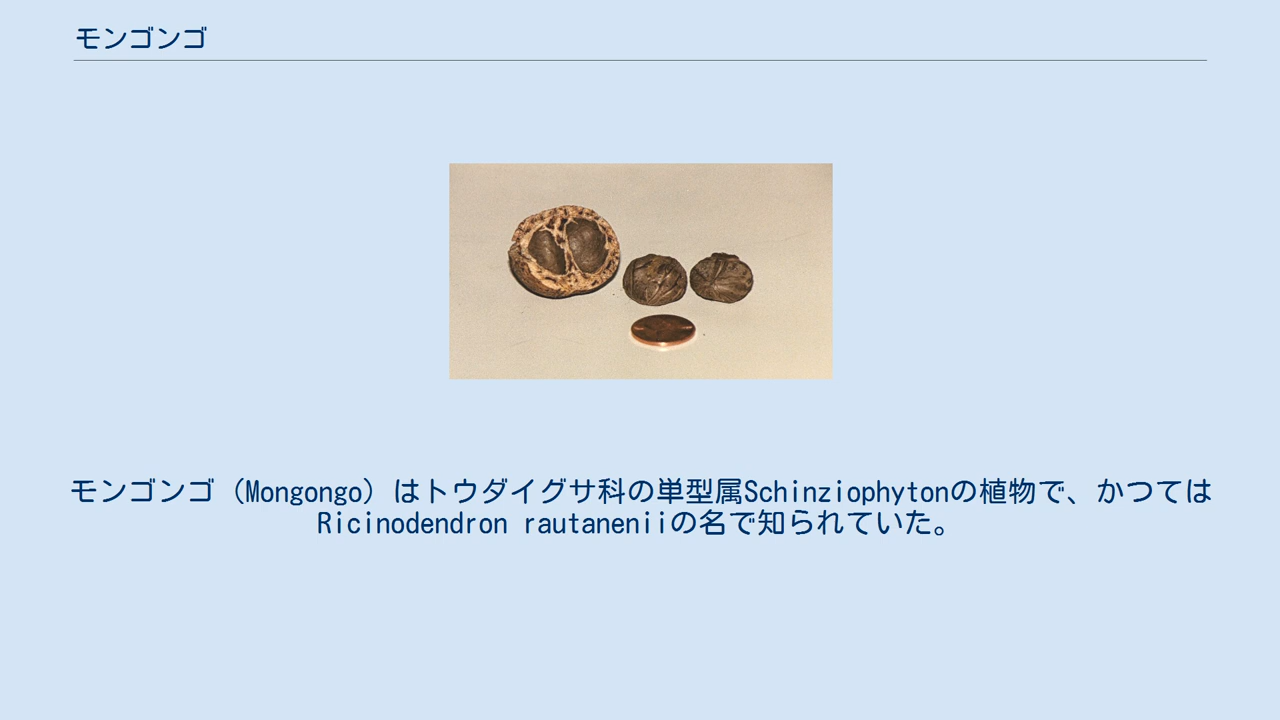 モンゴンゴ
モンゴンゴ（Mongongo）はトウダイグサ科の単型属Schinziophytonの植物で、かつては
Ricinodendron rautaneniiの名で知られていた。